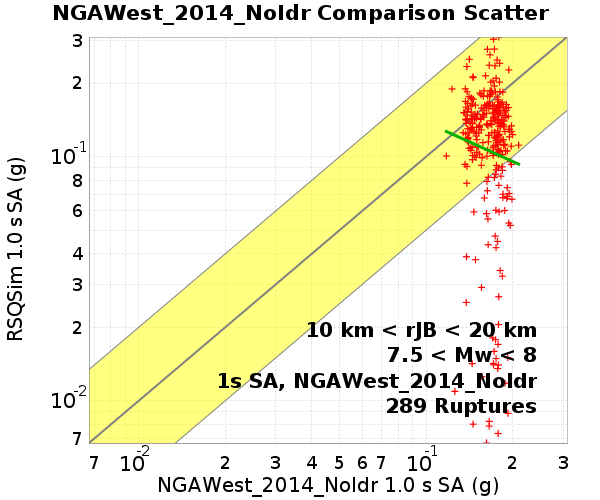 NGAWest_2014_NoIdr Comparison Scatter
3
2
10-1
8
6
4
3
2
10-2
7
RSQSim 1.0 s SA (g)
10 km < rJB < 20 km
7.5 < Mw < 8
1s SA, NGAWest_2014_NoIdr
289 Ruptures
7 10-2 2 3 4 5 6 7 10-1 2 3
NGAWest_2014_NoIdr 1.0 s SA (g)